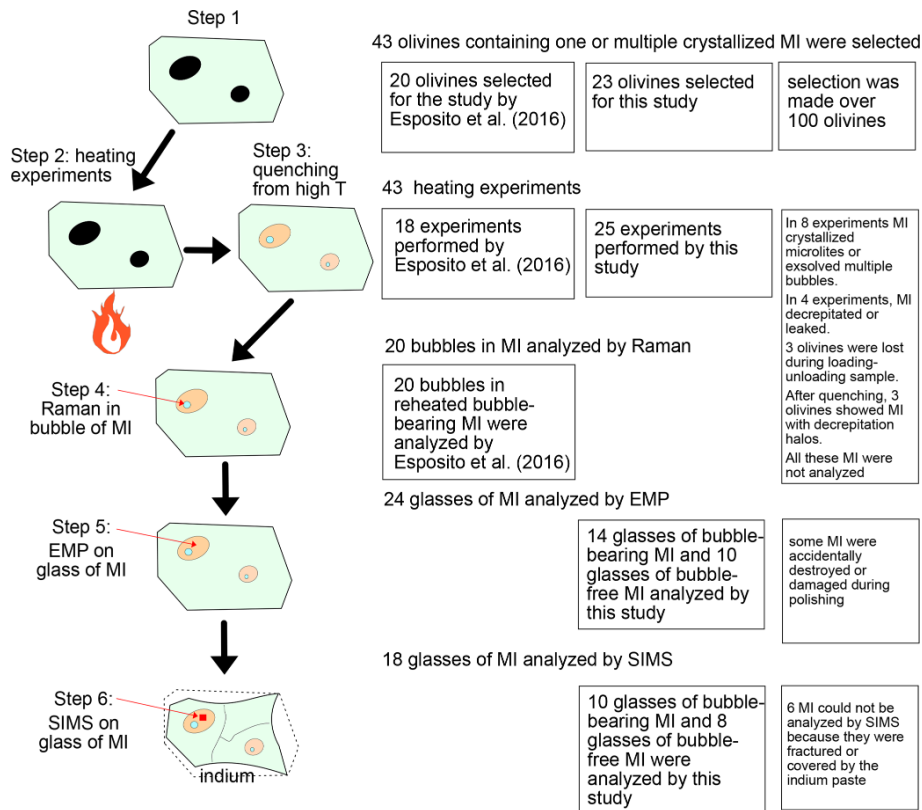 Step 1
43 olivines containing one or multiple crystallized MI were selected
20 olivines selected
for the study by
Esposito et al. (2016)
23 olivines selected
for this study
selection was
made over
100 olivines
Step 2: heating
experiments
Step 3:
quenching
from high T
43 heating experiments
18 experiments
performed by
Esposito et al. (2016)
25 experiments
performed by this
study
In 8 experiments MI
crystallized
microlites or
exsolved multiple
bubbles.
In 4 experiments, MI
decrepitated or
leaked.
3 olivines were lost
during loading-
unloading sample.
After quenching, 3
olivines showed MI
with decrepitation
halos.
All these MI were
not analyzed
20 bubbles in MI analyzed by Raman
Step 4:
Raman in
bubble of MI
20 bubbles in
reheated bubble-
bearing MI were
analyzed by
Esposito et al. (2016)
24 glasses of MI analyzed by EMP
Step 5:
EMP on
glass of MI
14 glasses of bubble-
bearing MI and 10
glasses of bubble-
free MI analyzed by
this study
some MI were
accidentally
destroyed or
damaged during
polishing
18 glasses of MI analyzed by SIMS
Step 6:
SIMS on
glass of MI
indium
10 glasses of bubble-
bearing MI and 8
glasses of bubble-
free MI were
analyzed by this
study
6 MI could not be
analyzed by SIMS
because they were
fractured or
covered by the
indium paste